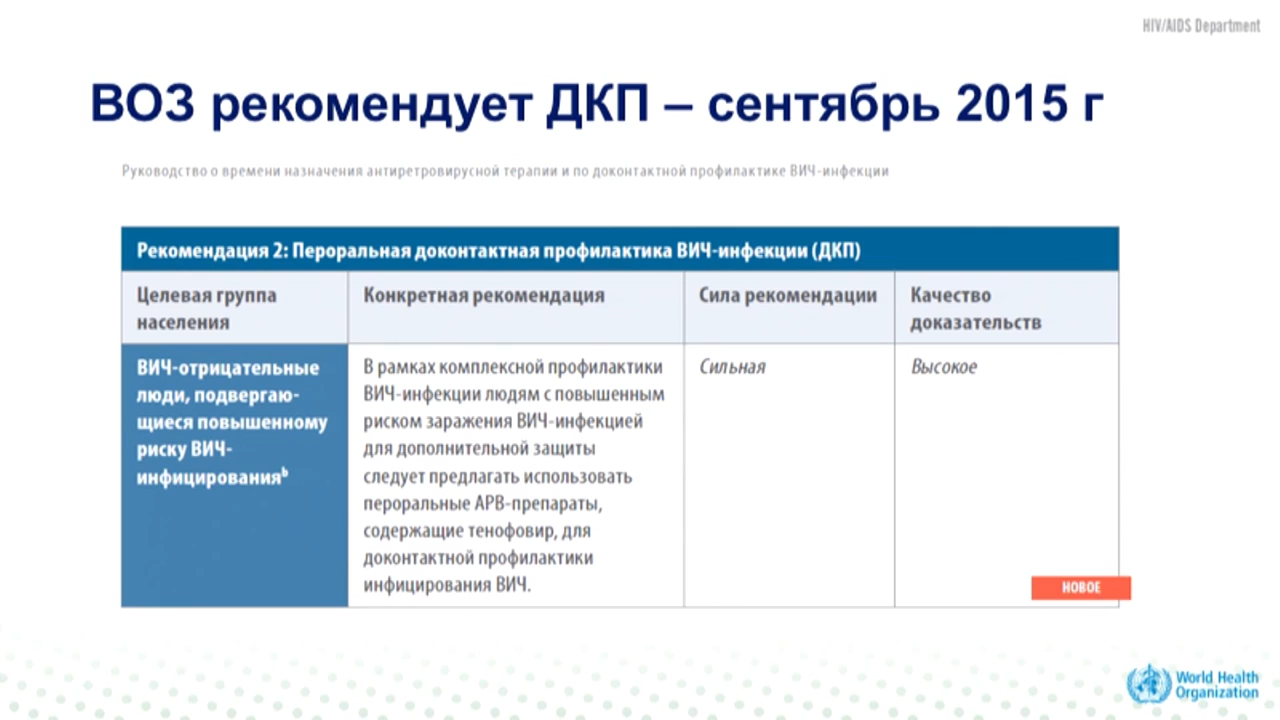 HIV/AIDS Department
ВОЗ рекомендует ДКП – сентябрь 2015 г
Руководство о времени назначения антиретровирусной терапии и по доконтактной профилактике ВИЧ-инфекции
Рекомендация 2: Пероральная доконтактная профилактика ВИЧ-инфекции (ДКП)
Целевая группа
населения
Конкретная рекомендация
Сила рекомендации
Качество
доказательств
ВИЧ-отрицательные
люди, подвергаю-
щиеся повышенному
риску ВИЧ-
инфицированияᵇ
В рамках комплексной профилактики
ВИЧ-инфекции людям с повышенным
риском заражения ВИЧ-инфекцией
для дополнительной защиты
следует предлагать использовать
пероральные АРВ-препараты,
содержащие тенофовир, для
доконтактной профилактики
инфицирования ВИЧ.
Сильная
Высокое
НОВОЕ
World Health
Organization